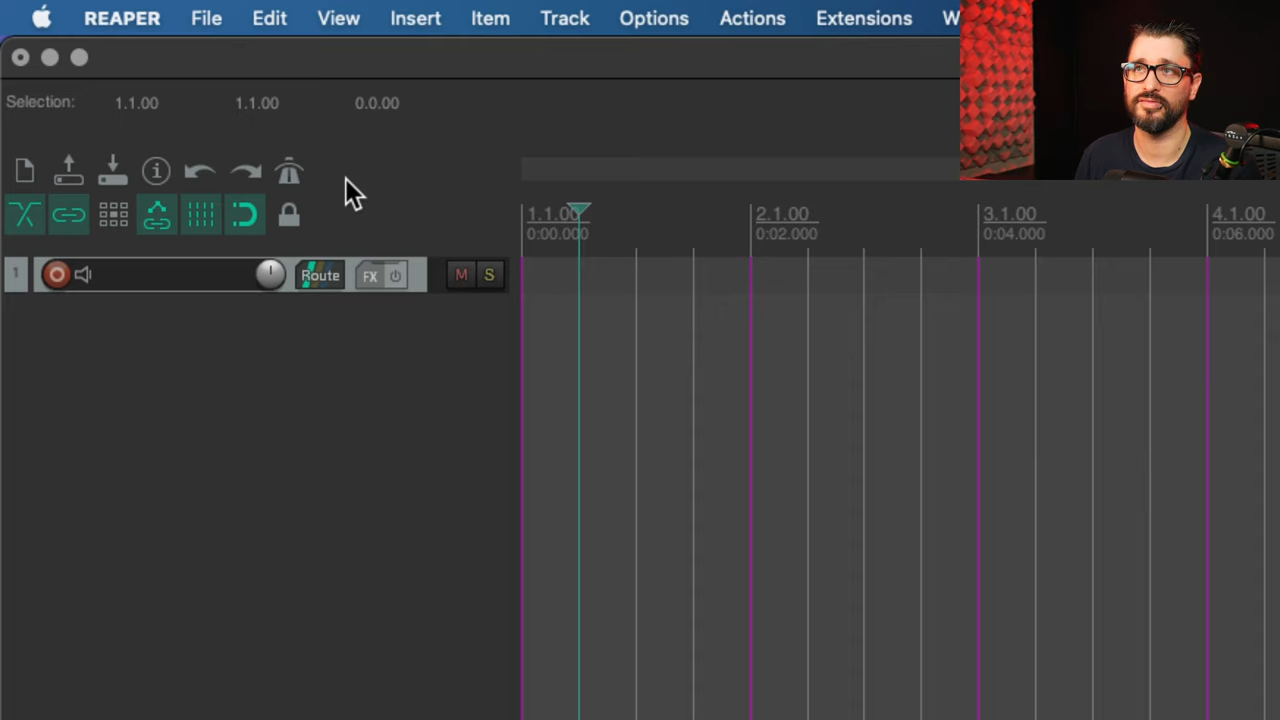 REAPER File Edit View Insert Item Track Options Actions Extensions W
Selection: 1.1.00 1.1.00 0.0.00
1.1.00 2.1.00 3.1.00 4.1.00
0:00.000 0:02.000 0:04.000 0:06.000
1 Route FX M S